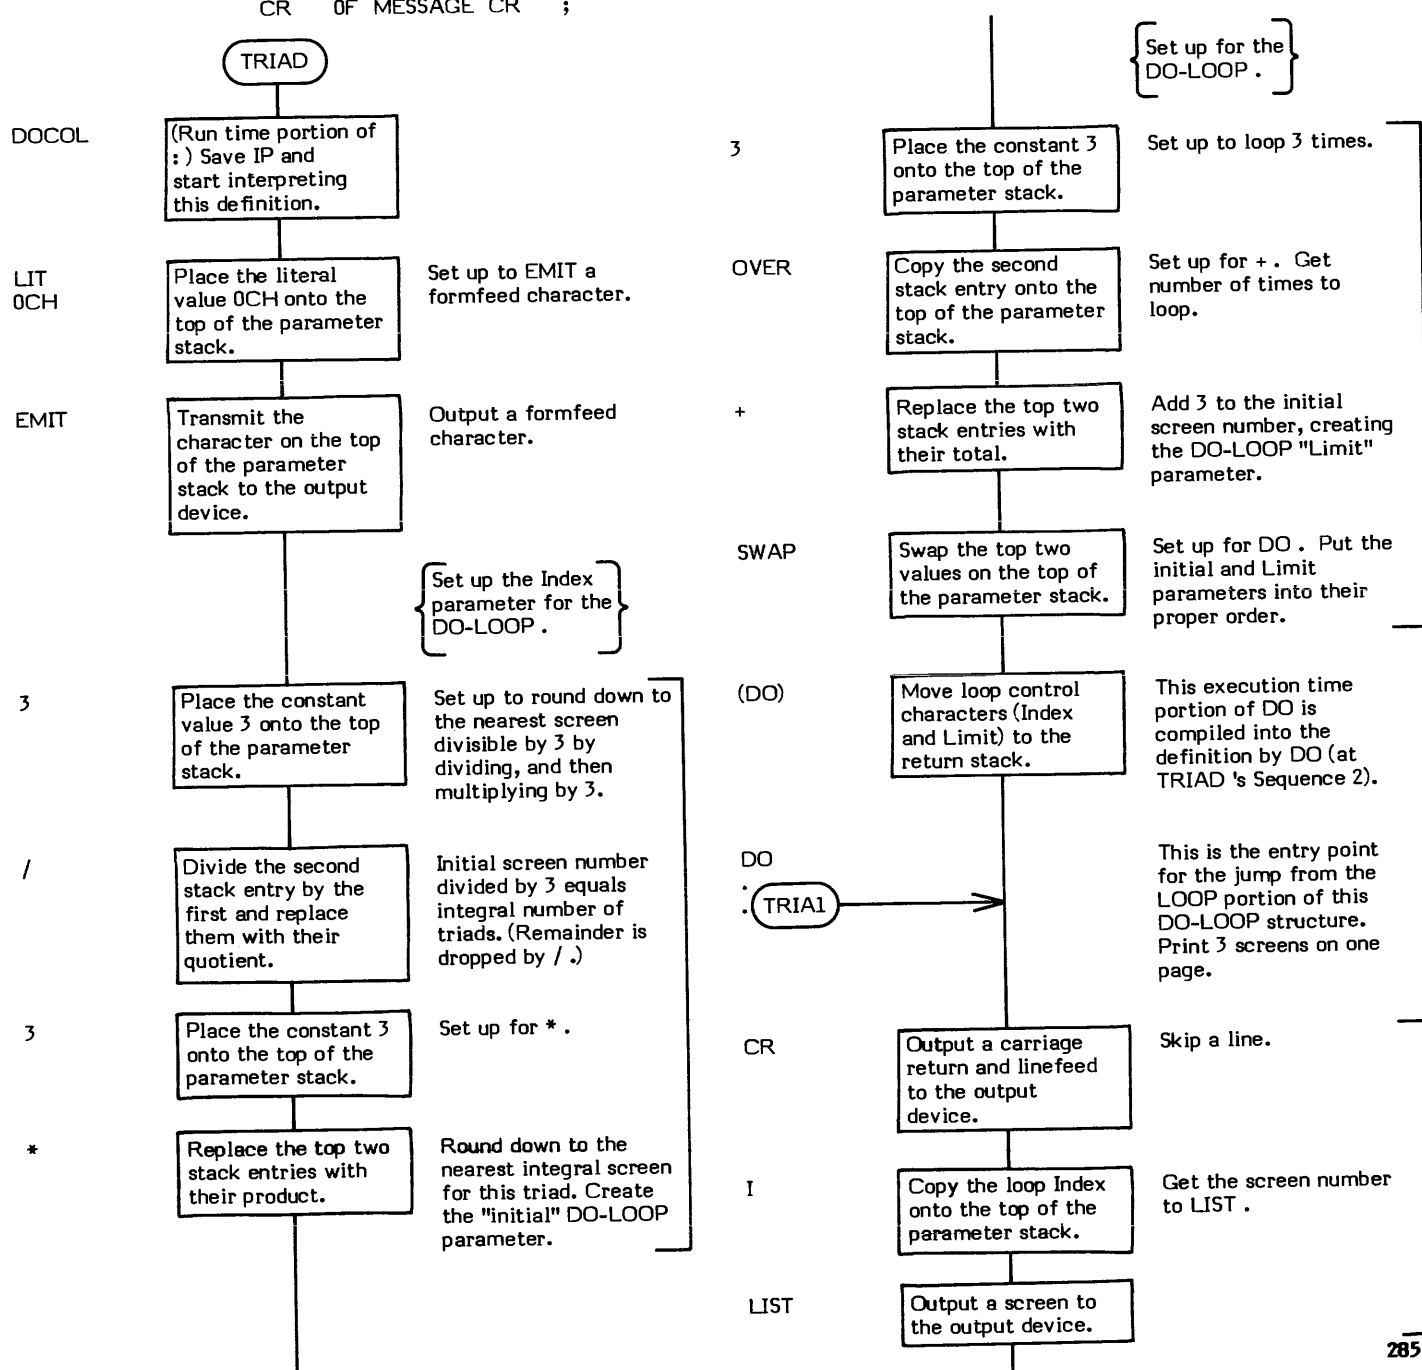 CR OF MESSAGE CR ;
TRIAD
DOCOL
(Run time portion of
: ) Save IP and
start interpreting
this definition.
LIT
0CH
Place the literal
value 0CH onto the
top of the parameter
stack.
Set up to EMIT a
formfeed character.
EMIT
Transmit the
character on the top
of the parameter
stack to the output
device.
Output a formfeed
character.
Set up the Index
parameter for the
DO-LOOP .
3
Place the constant
value 3 onto the top
of the parameter
stack.
Set up to round down to
the nearest screen
divisible by 3 by
dividing, and then
multiplying by 3.
/
Divide the second
stack entry by the
first and replace
them with their
quotient.
Initial screen number
divided by 3 equals
integral number of
triads. (Remainder is
dropped by / .)
3
Place the constant 3
onto the top of the
parameter stack.
Set up for * .
*
Replace the top two
stack entries with
their product.
Round down to the
nearest integral screen
for this triad. Create
the "initial" DO-LOOP
parameter.
Set up for the
DO-LOOP .
3
Place the constant 3
onto the top of the
parameter stack.
Set up to loop 3 times.
OVER
Copy the second
stack entry onto the
top of the parameter
stack.
Set up for + . Get
number of times to
loop.
+
Replace the top two
stack entries with
their total.
Add 3 to the initial
screen number, creating
the DO-LOOP "Limit"
parameter.
SWAP
Swap the top two
values on the top of
the parameter stack.
Set up for DO . Put the
initial and Limit
parameters into their
proper order.
(DO)
Move loop control
characters (Index
and Limit) to the
return stack.
This execution time
portion of DO is
compiled into the
definition by DO (at
TRIAD 's Sequence 2).
DO
.
. TRIA1
This is the entry point
for the jump from the
LOOP portion of this
DO-LOOP structure.
Print 3 screens on one
page.
CR
Output a carriage
return and linefeed
to the output
device.
Skip a line.
I
Copy the loop Index
onto the top of the
parameter stack.
Get the screen number
to LIST .
LIST
Output a screen to
the output device.
285